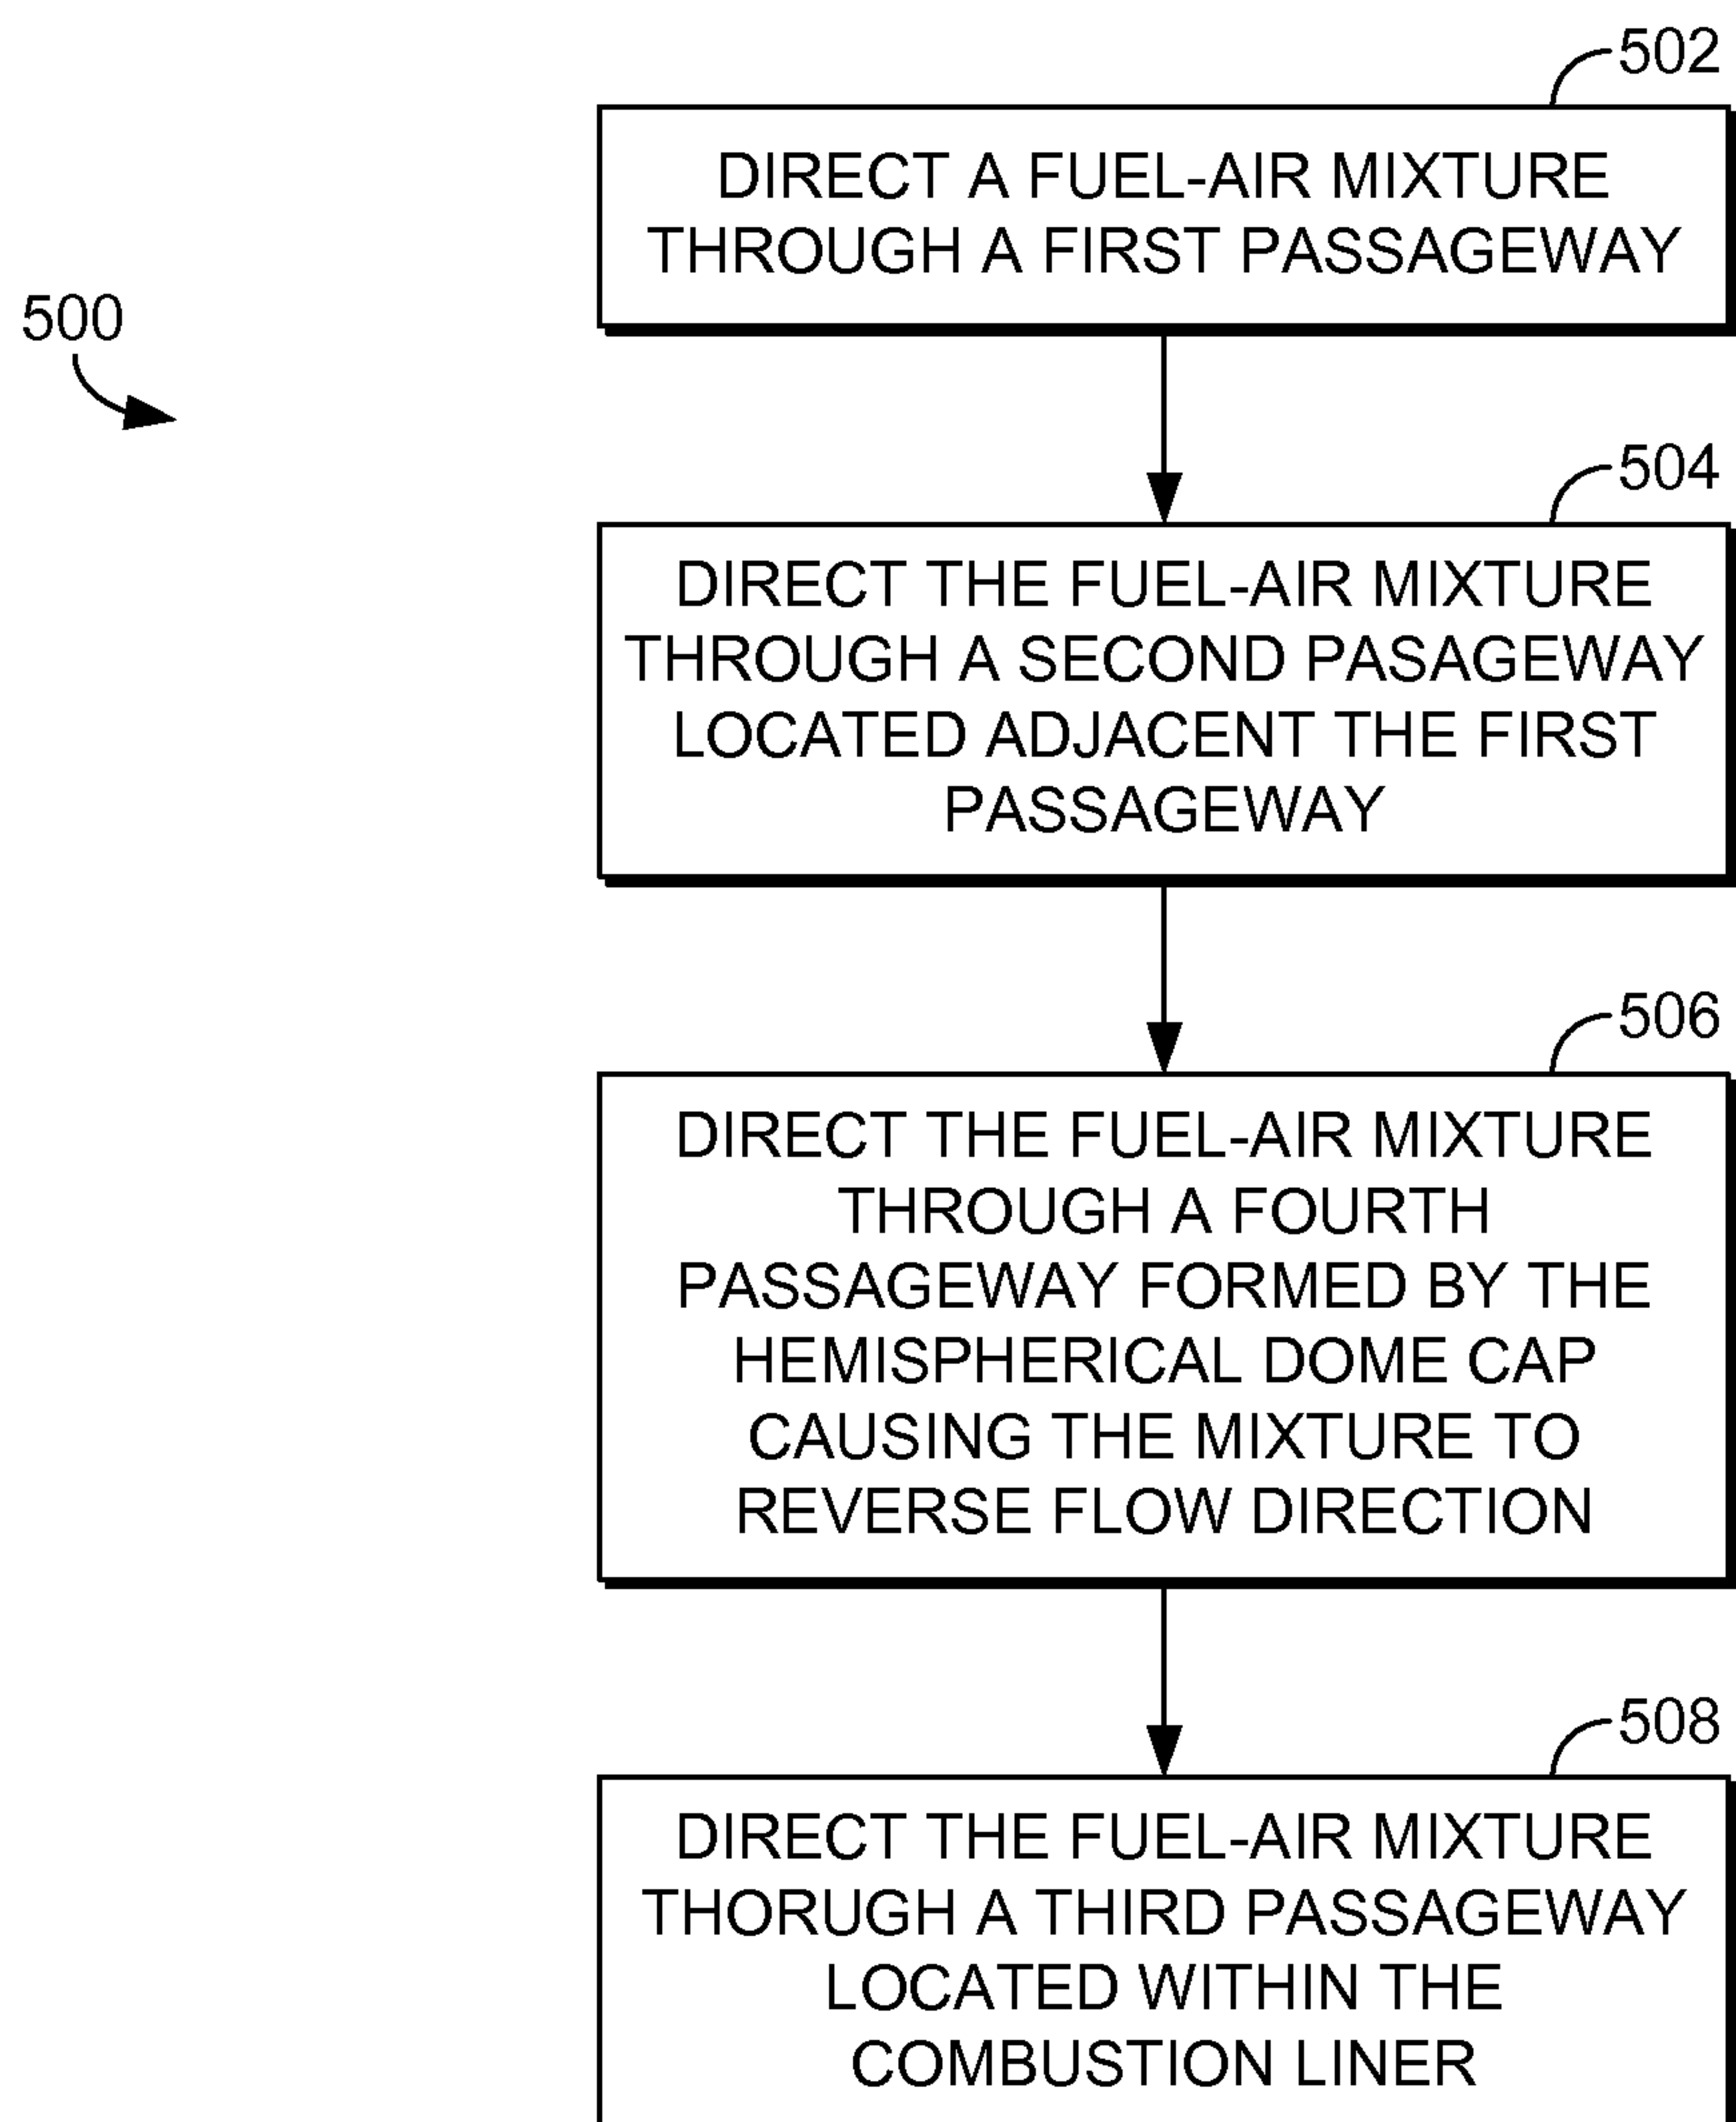 502
DIRECT A FUEL-AIR MIXTURE
THROUGH A FIRST PASSAGEWAY
500
504
DIRECT THE FUEL-AIR MIXTURE
THROUGH A SECOND PASAGEWAY
LOCATED ADJACENT THE FIRST
PASSAGEWAY
506
DIRECT THE FUEL-AIR MIXTURE
THROUGH A FOURTH
PASSAGEWAY FORMED BY THE
HEMISPHERICAL DOME CAP
CAUSING THE MIXTURE TO
REVERSE FLOW DIRECTION
508
DIRECT THE FUEL-AIR MIXTURE
THORUGH A THIRD PASSAGEWAY
LOCATED WITHIN THE
COMBUSTION LINER